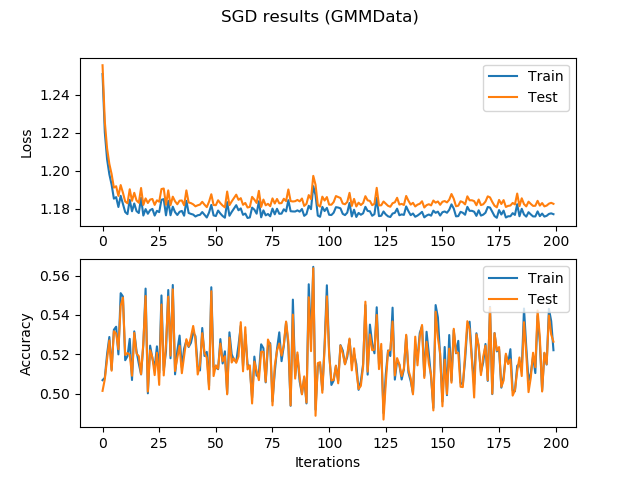 SGD results (GMMData)
Loss
1.24
1.22
1.20
1.18
Train
Test
0 25 50 75 100 125 150 175 200
Accuracy
0.56
0.54
0.52
0.50
Train
Test
0 25 50 75 100 125 150 175 200
Iterations